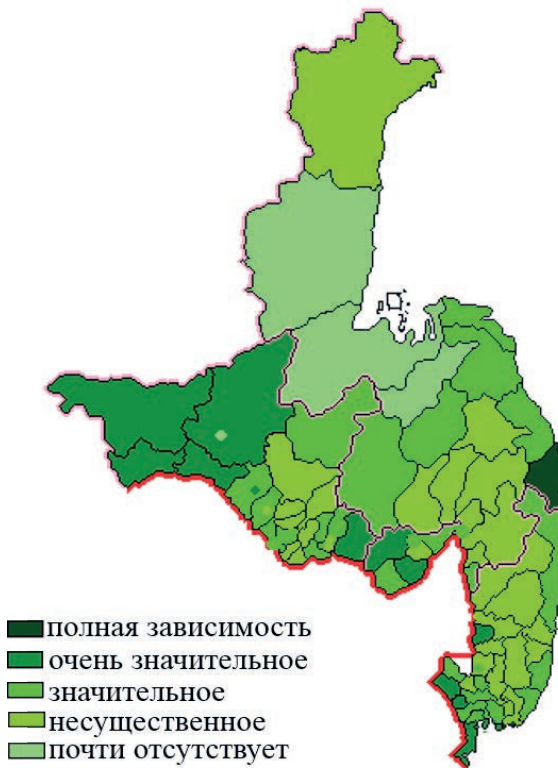 полная зависимость
очень значительное
значительное
несущественное
почти отсутствует